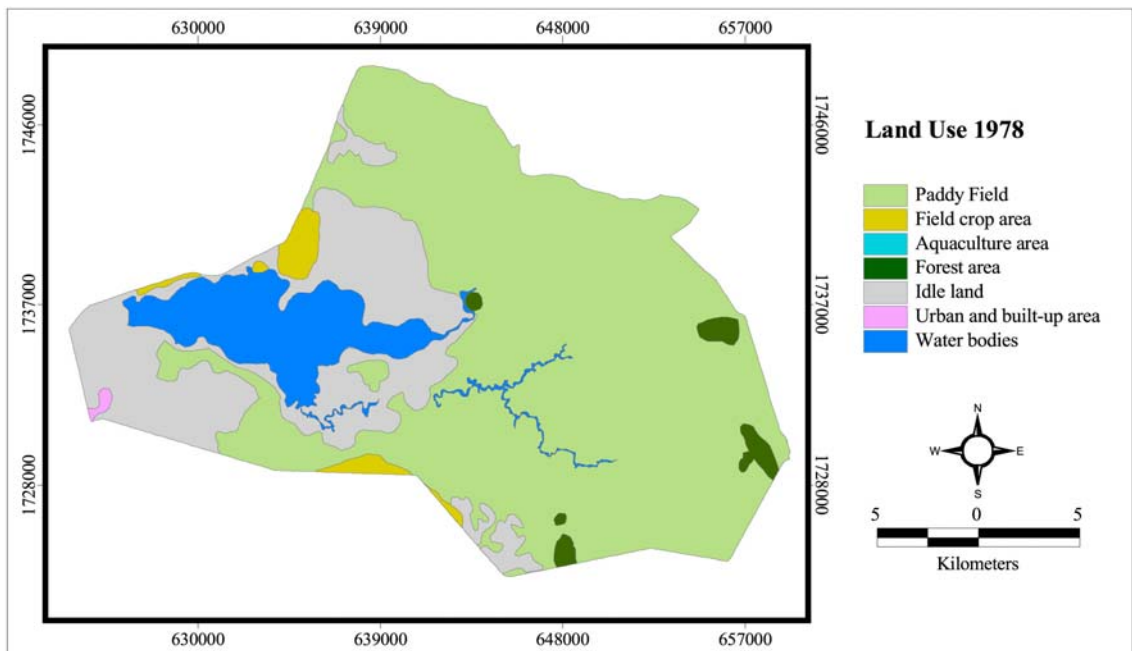 630000 639000 648000 657000
1746000 1746000
Land Use 1978
Paddy Field
Field crop area
Aquaculture area
1737000 1737000
Forest area
Idle land
Urban and built-up area
Water bodies
N
W E
S
1728000 1728000
5 0 5
Kilometers
630000 639000 648000 657000